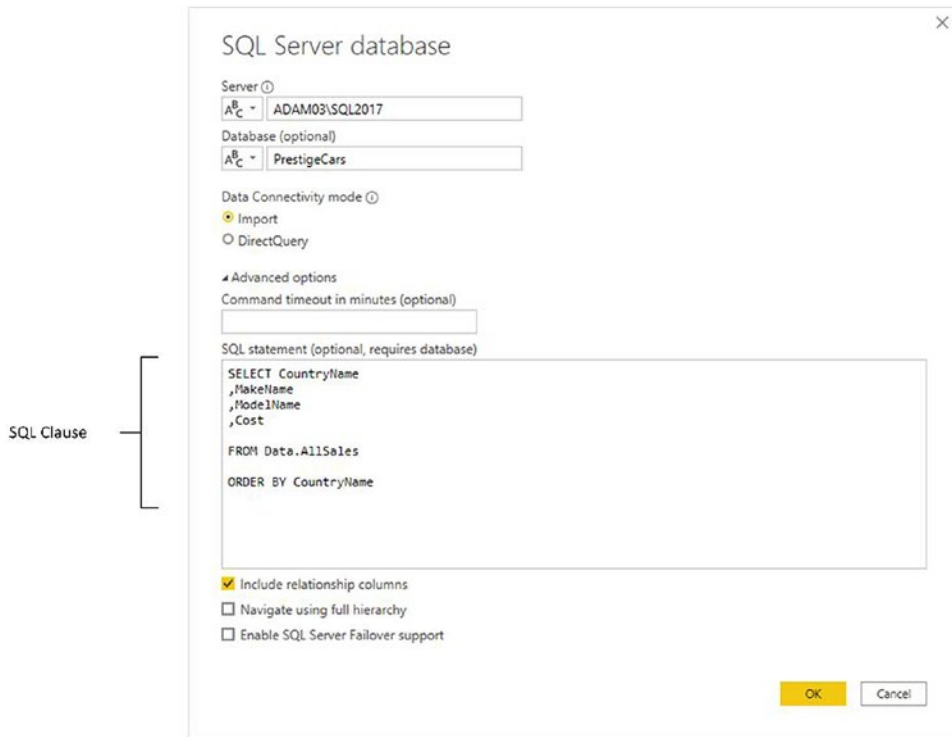 SQL Server database
Server
ABC
ADAM03\SQL2017
Database (optional)
ABC
PrestigeCars
Data Connectivity mode
Import
DirectQuery
Advanced options
Command timeout in minutes (optional)
SQL statement (optional, requires database)
SQL Clause
SELECT CountryName
,MakeName
,ModelName
,Cost
FROM Data.AllSales
ORDER BY CountryName
Include relationship columns
Navigate using full hierarchy
Enable SQL Server Failover support
OK
Cancel